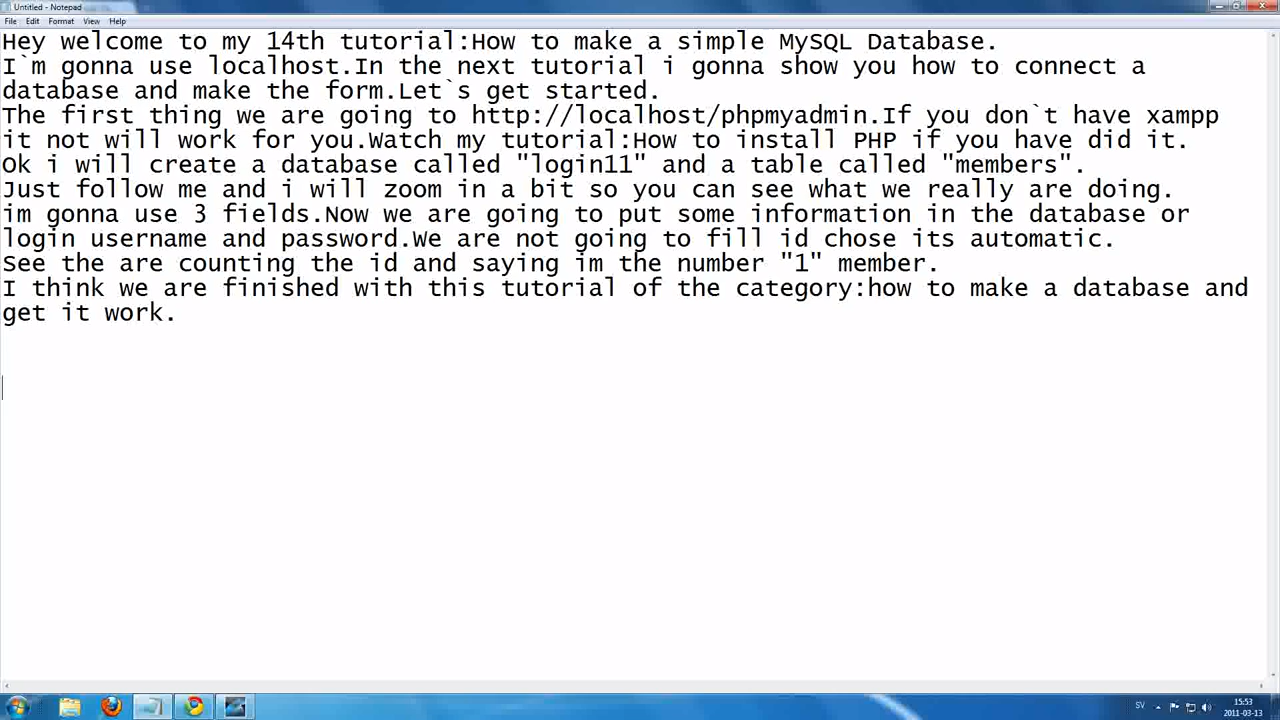 Untitled - Notepad
File Edit Format View Help
Hey welcome to my 14th tutorial:How to make a simple MySQL Database.
I`m gonna use localhost.In the next tutorial i gonna show you how to connect a
database and make the form.Let`s get started.
The first thing we are going to http://localhost/phpmyadmin.If you don`t have xampp
it not will work for you.Watch my tutorial:How to install PHP if you have did it.
Ok i will create a database called "login11" and a table called "members".
Just follow me and i will zoom in a bit so you can see what we really are doing.
im gonna use 3 fields.Now we are going to put some information in the database or
login username and password.We are not going to fill id chose its automatic.
See the are counting the id and saying im the number "1" member.
I think we are finished with this tutorial of the category:how to make a database and
get it work.
SV
15:53
2011-03-13